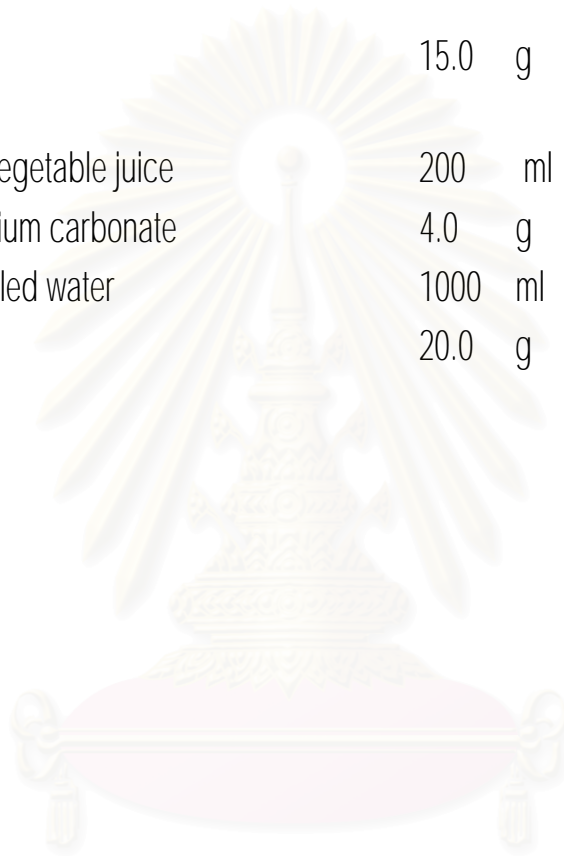 15.0 g
egetable juice 200 ml
ium carbonate 4.0 g
led water 1000 ml
20.0 g